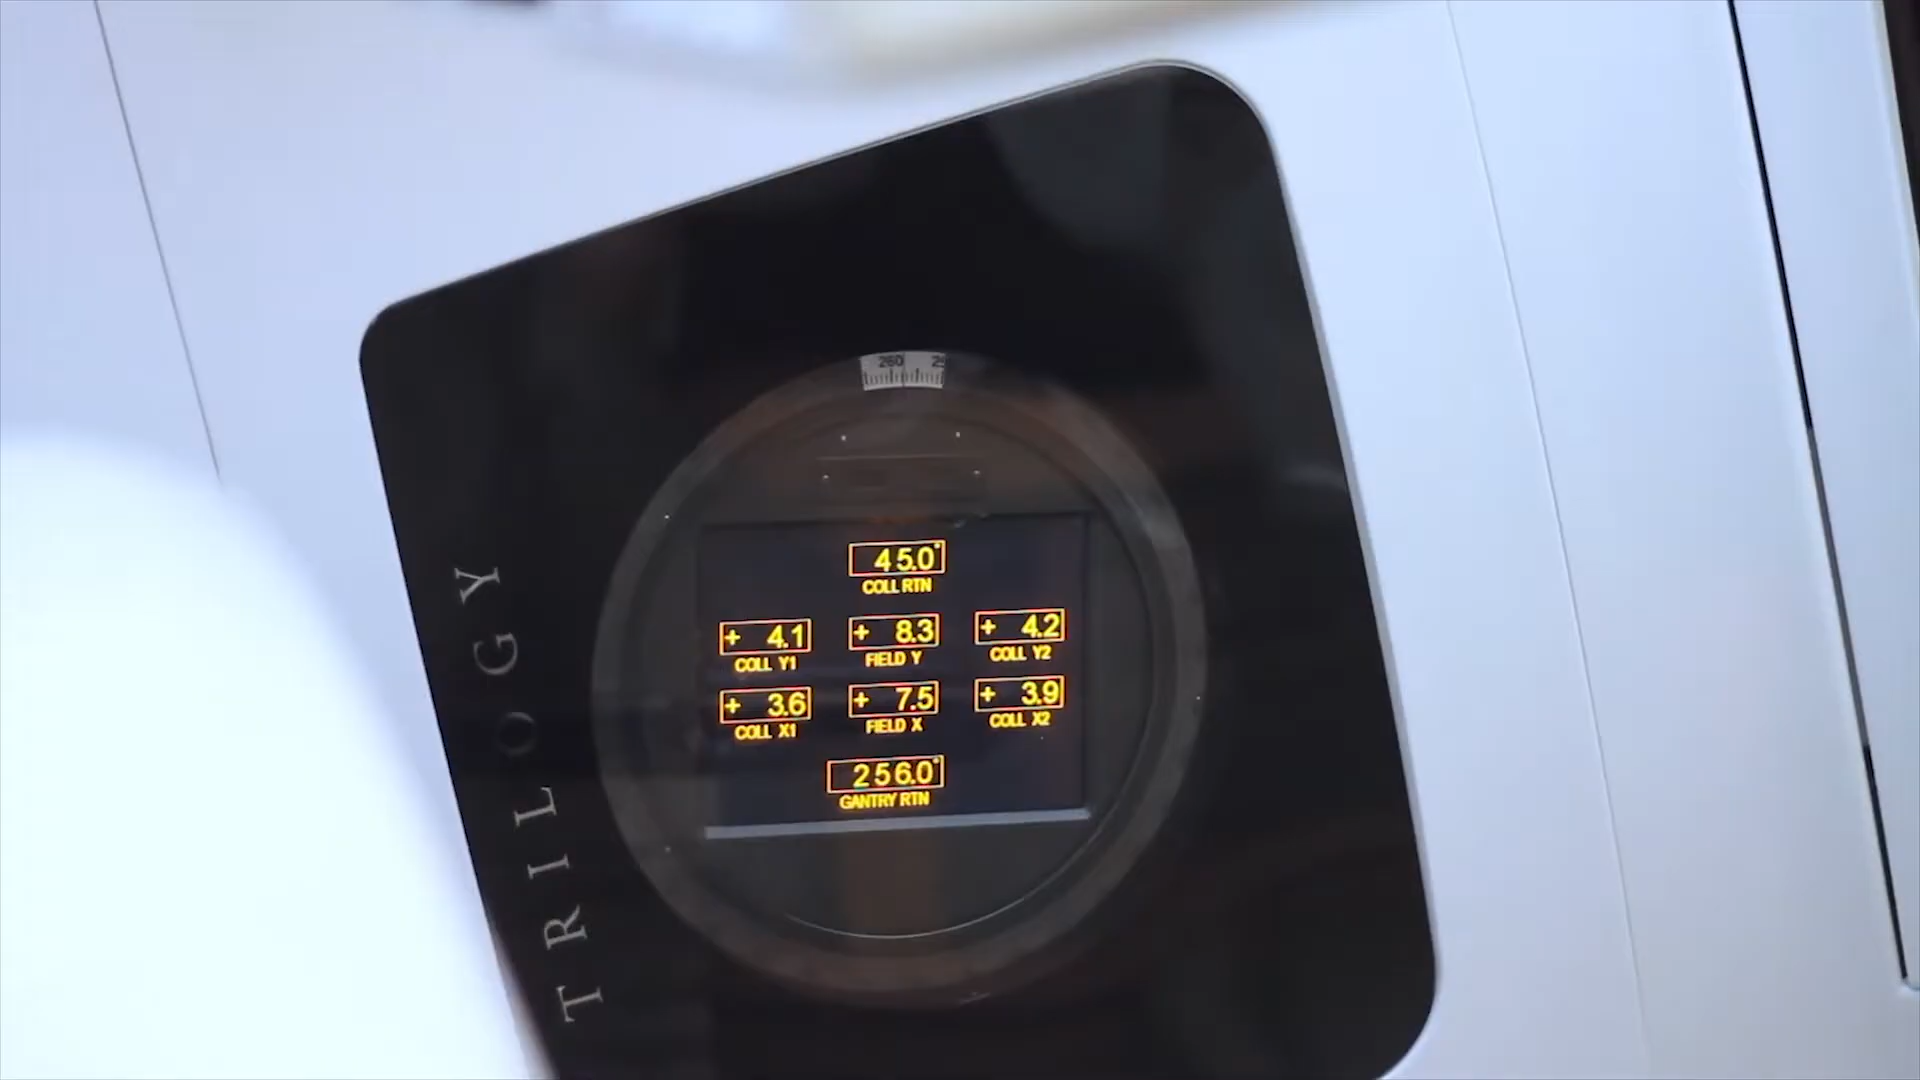 260
45.0°
COLL RTN
+ 4.1
COLL Y1
+ 8.3
FIELD Y
+ 4.2
COLL Y2
+ 3.6
COLL X1
+ 7.5
FIELD X
+ 3.9
COLL X2
256.0°
GANTRY RTN
TRILOGY